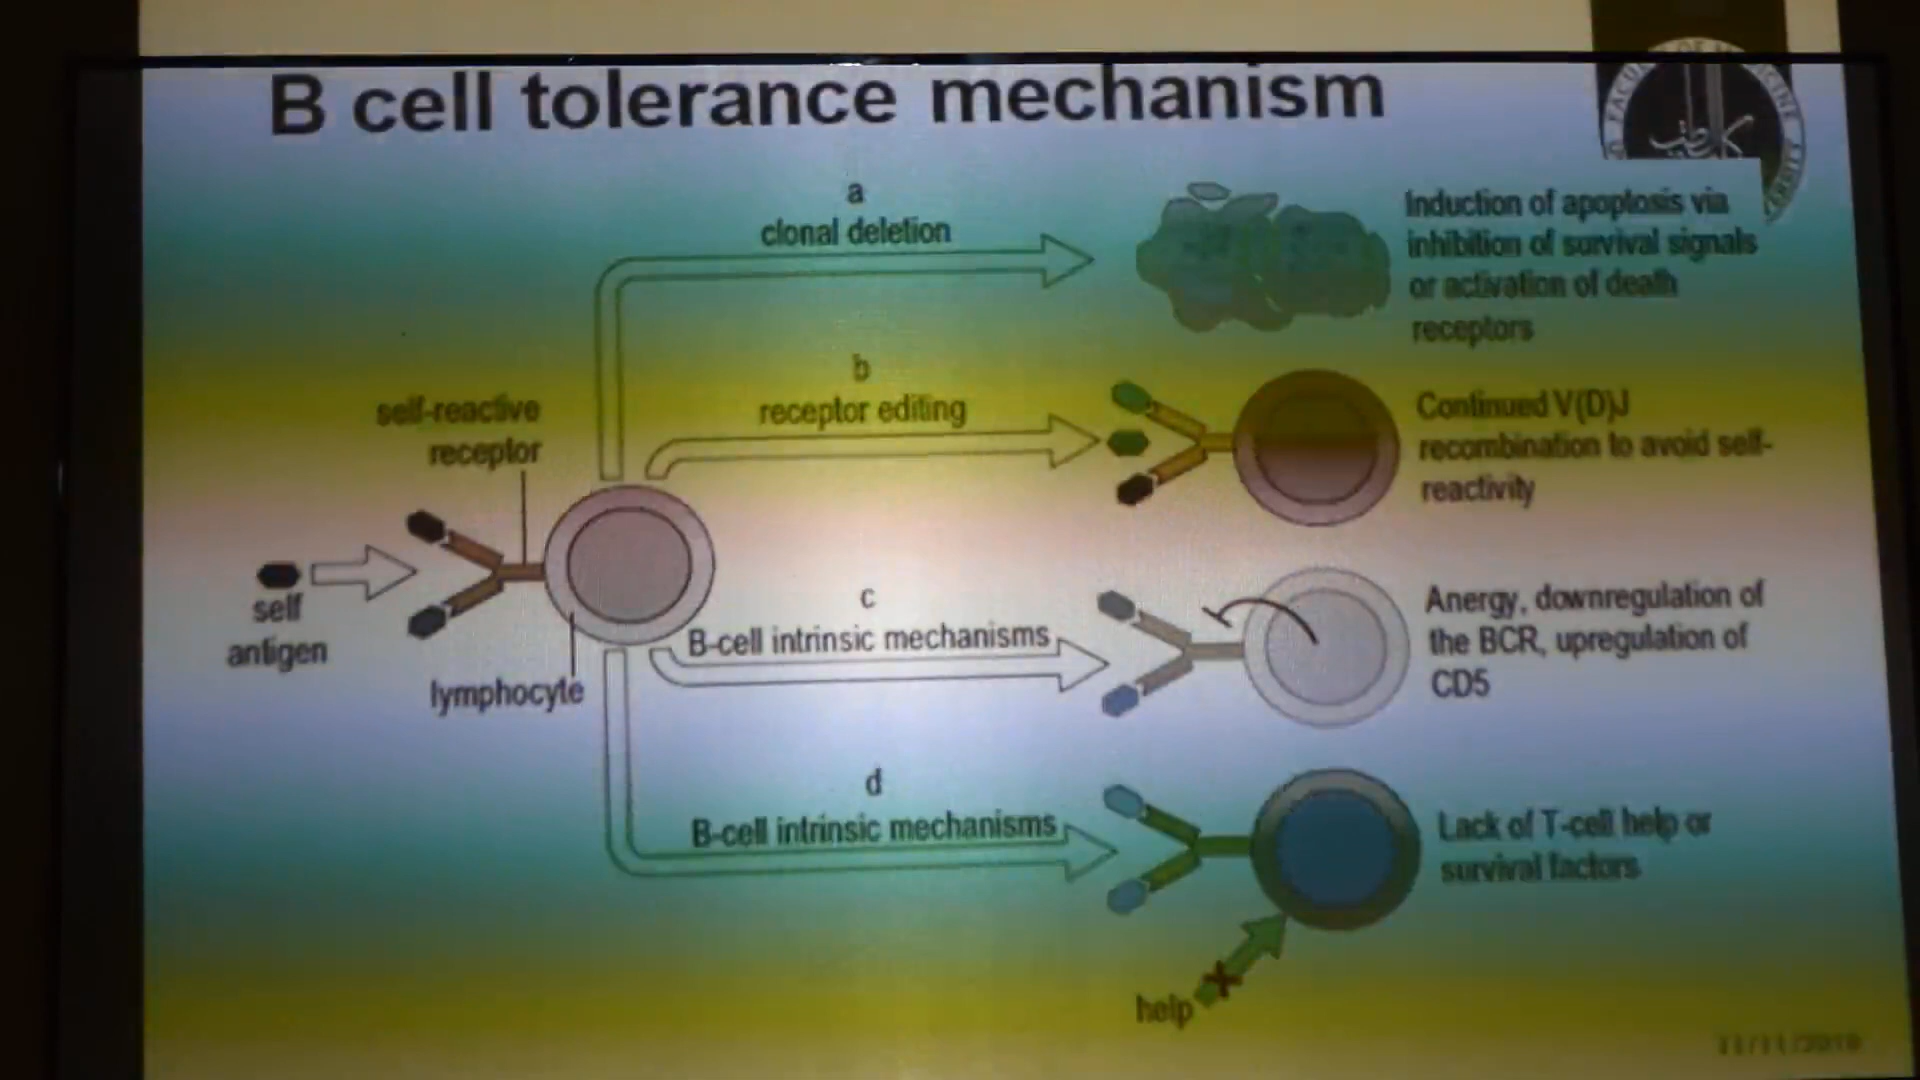 B cell tolerance mechanism
a
clonal deletion
Induction of apoptosis via
inhibition of survival signals
or activation of death
receptors
b
receptor editing
Continued V(D)J
recombination to avoid self-
reactivity
self-reactive
receptor
self
antigen
lymphocyte
c
B-cell intrinsic mechanisms
Anergy, downregulation of
the BCR, upregulation of
CD5
d
B-cell intrinsic mechanisms
Lack of T-cell help or
survival factors
help